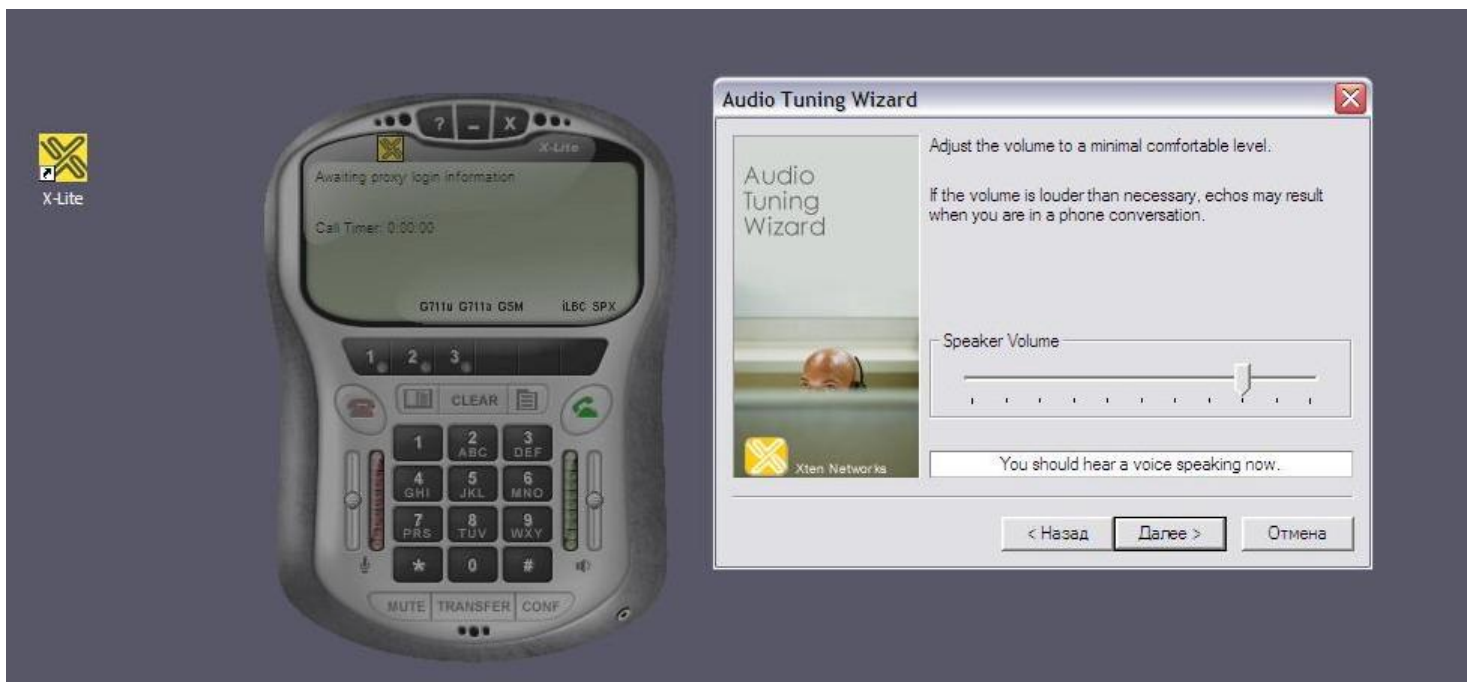 X-Lite
? - X
X-Lite
Awaiting proxy login information
Call Timer: 0:00:00
G711u G711a GSM iLBC SPX
1 2 3
CLEAR
1 2 3
ABC DEF
4 5 6
GHI JKL MNO
7 8 9
PRS TUV WXY
* 0 #
MUTE TRANSFER CONF
Audio Tuning Wizard
Audio
Tuning
Wizard
Xten Networks
Adjust the volume to a minimal comfortable level.
If the volume is louder than necessary, echos may result
when you are in a phone conversation.
Speaker Volume
You should hear a voice speaking now.
< Назад Далее > Отмена